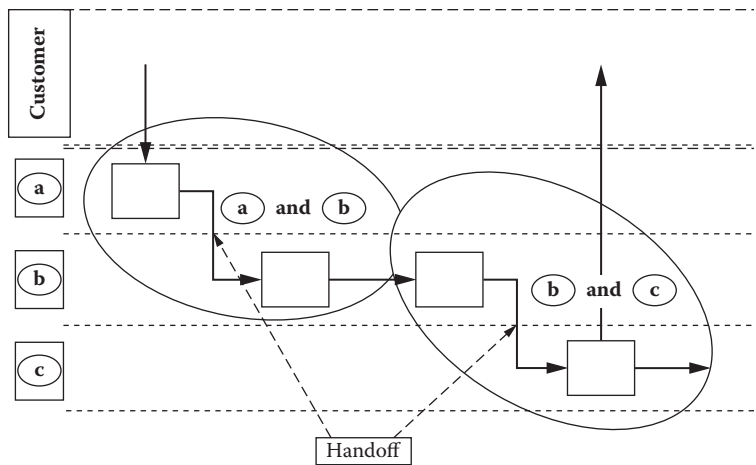 Customer
a
a and b
b
b and c
c
Handoff